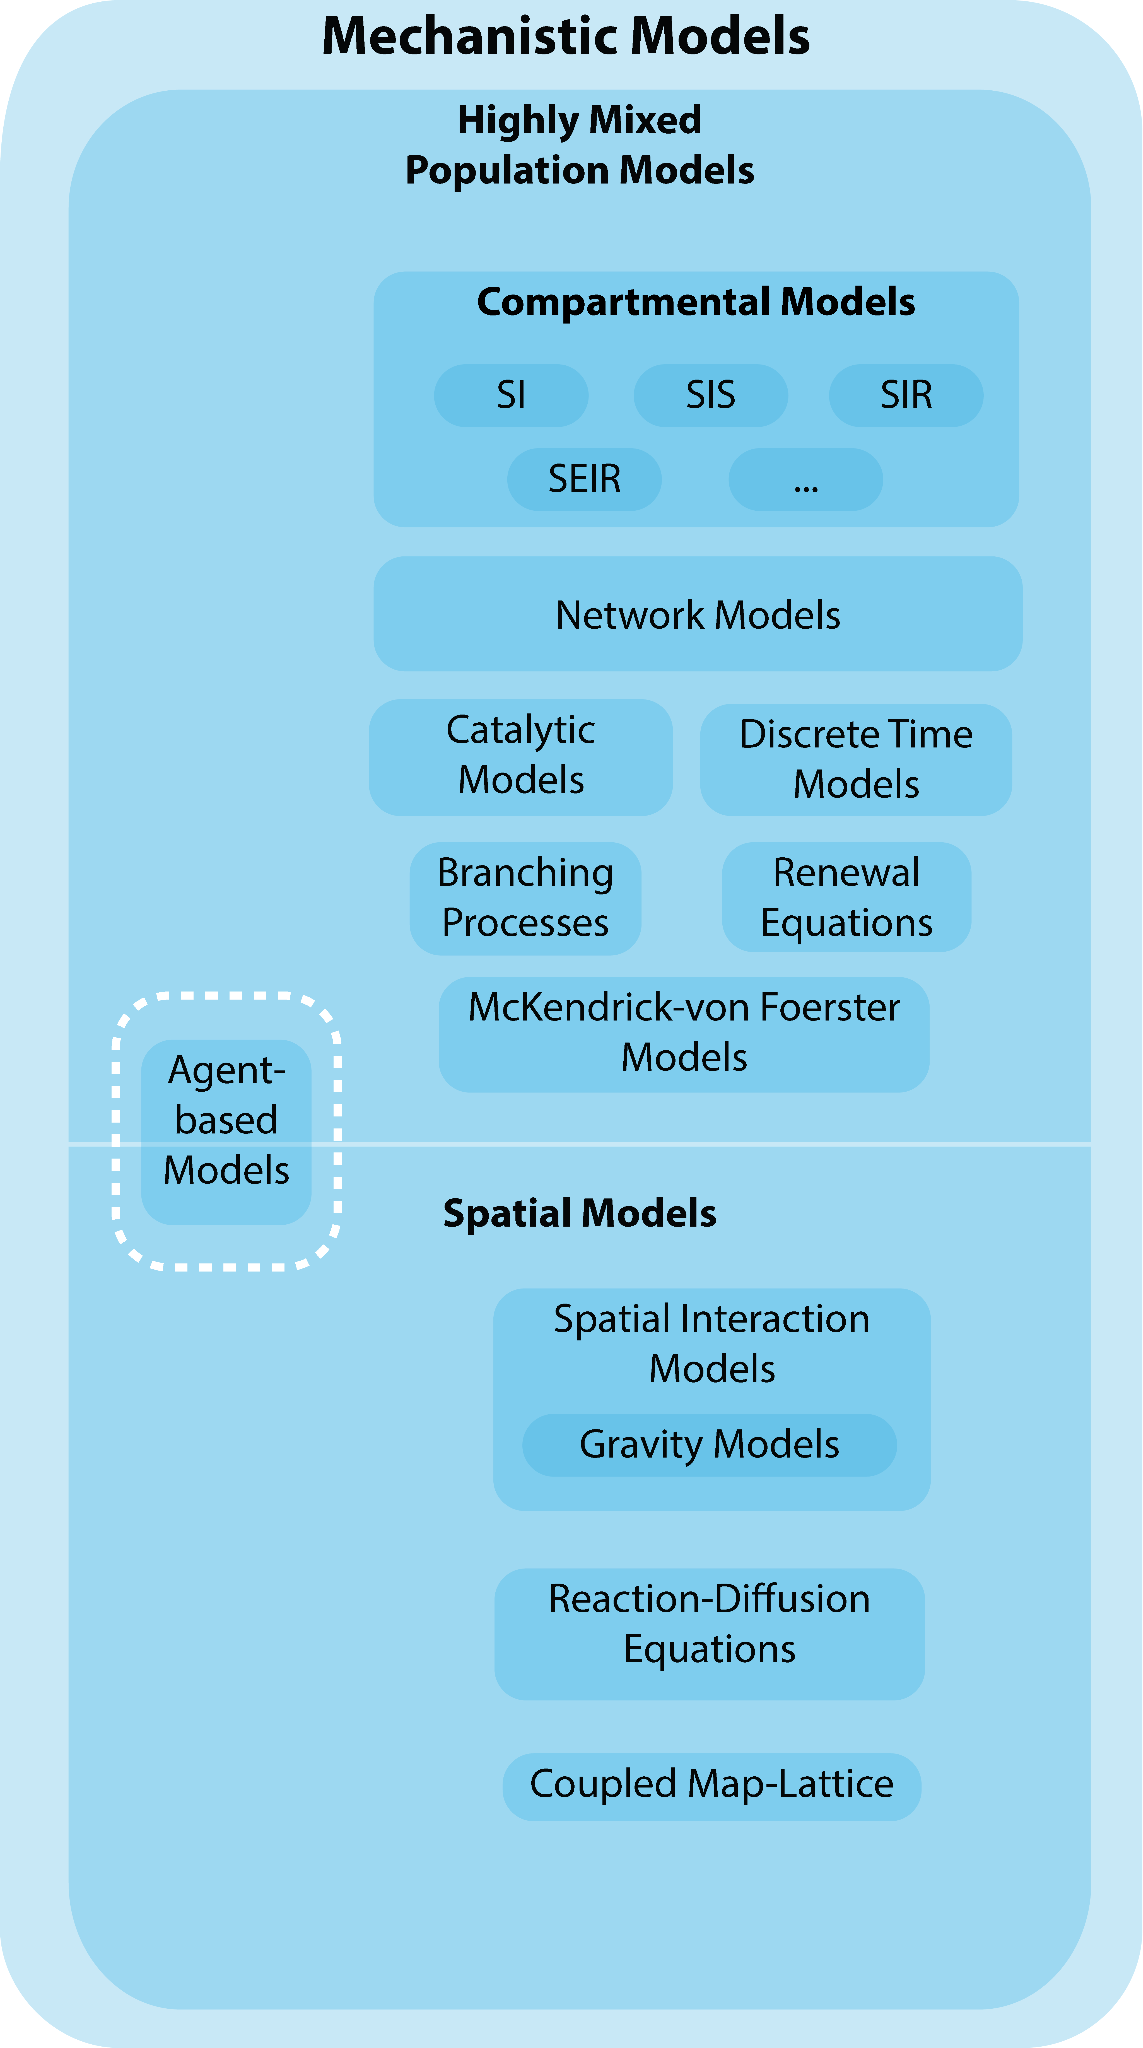 Mechanistic Models
Highly Mixed
Population Models
Compartmental Models
SI
SIS
SIR
SEIR
...
Network Models
Catalytic
Models
Discrete Time
Models
Branching
Processes
Renewal
Equations
McKendrick-von Foerster
Models
Agent-
based
Models
Spatial Models
Spatial Interaction
Models
Gravity Models
Reaction-Diffusion
Equations
Coupled Map-Lattice